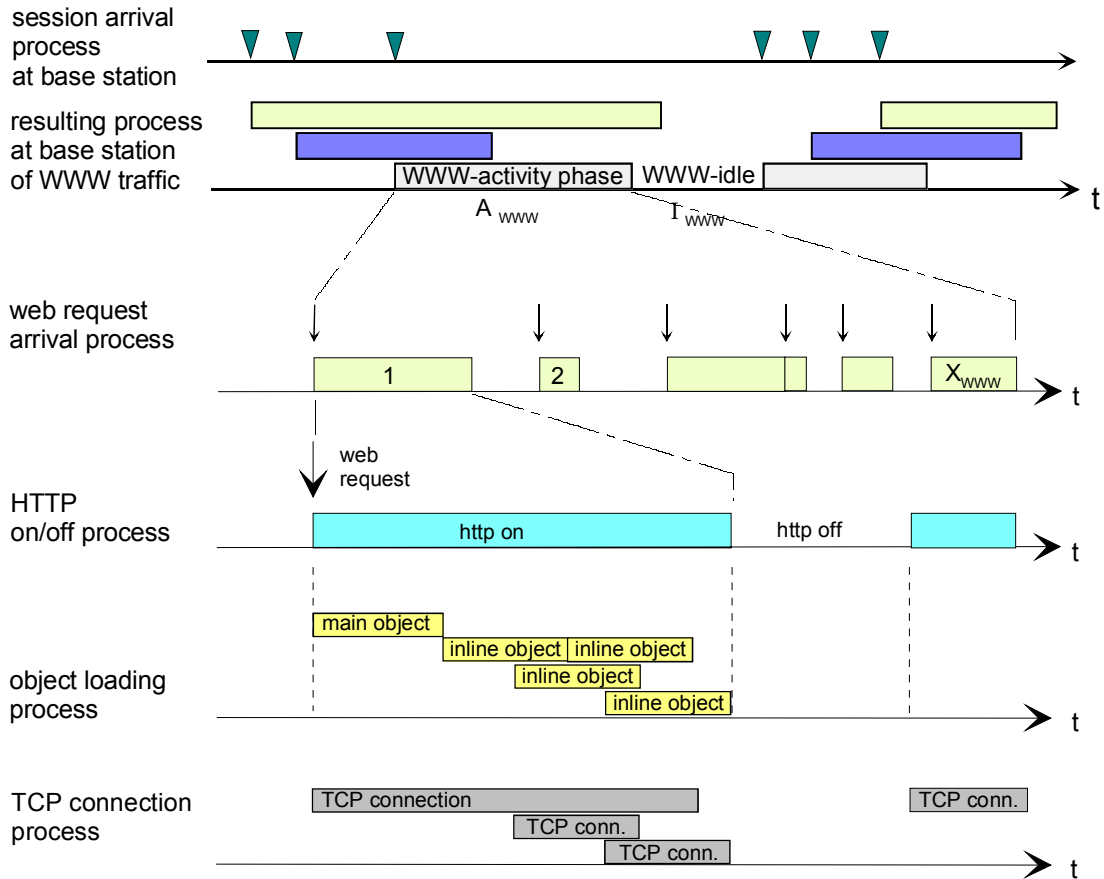 session arrival
process
at base station
resulting process
at base station
of WWW traffic
WWW-activity phase
WWW-idle
t
A WWW
I WWW
web request
arrival process
1
2
XWWW
t
web
request
HTTP
on/off process
http on
http off
t
main object
inline object
inline object
inline object
inline object
object loading
process
t
TCP connection
process
TCP connection
TCP conn.
TCP conn.
TCP conn.
t